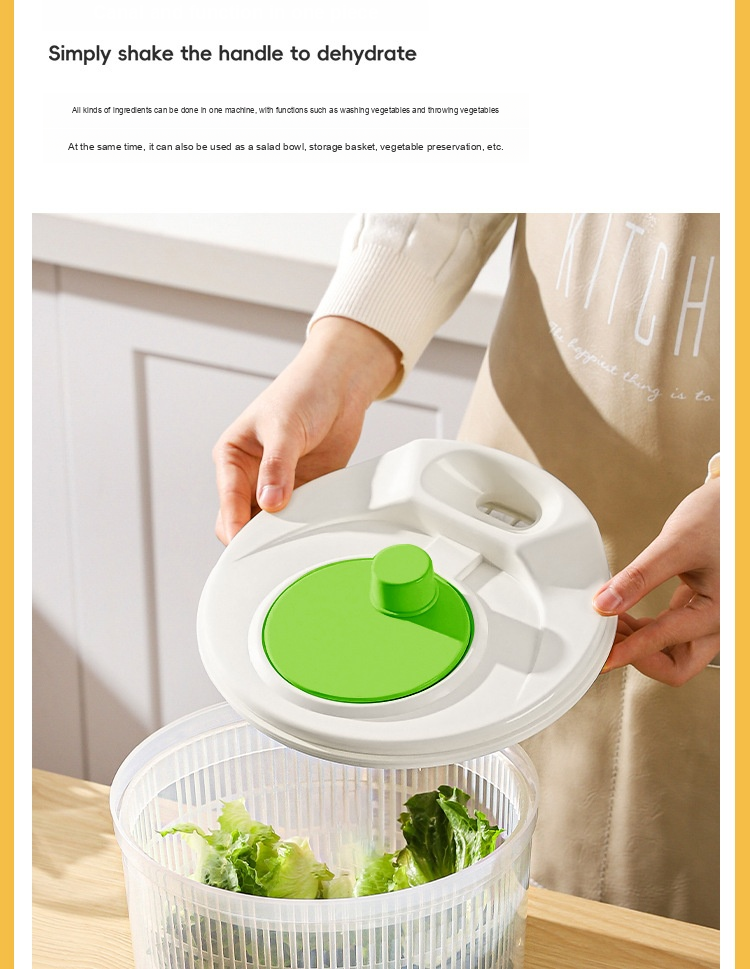 Simply shake the handle to dehydrate
All kinds of ingredients can be done in one machine, with functions such as washing vegetables and throwing vegetables
At the same time, it can also be used as a salad bowl, storage basket, vegetable preservation, etc.
KITCH
The happiest thing is to